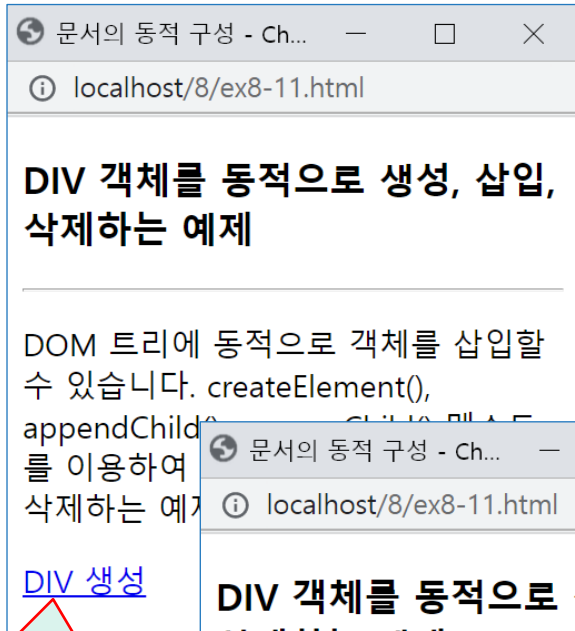 문서의 동적 구성 - Ch...
localhost/8/ex8-11.html
DIV 객체를 동적으로 생성, 삽입,
삭제하는 예제
DOM 트리에 동적으로 객체를 삽입할
수 있습니다. createElement(),
appendChild
를 이용하여
삭제하는
DIV 생성
문서의 동적 구성 - Ch...
localhost/8/ex8-11.html
DIV 객체를 동적으로